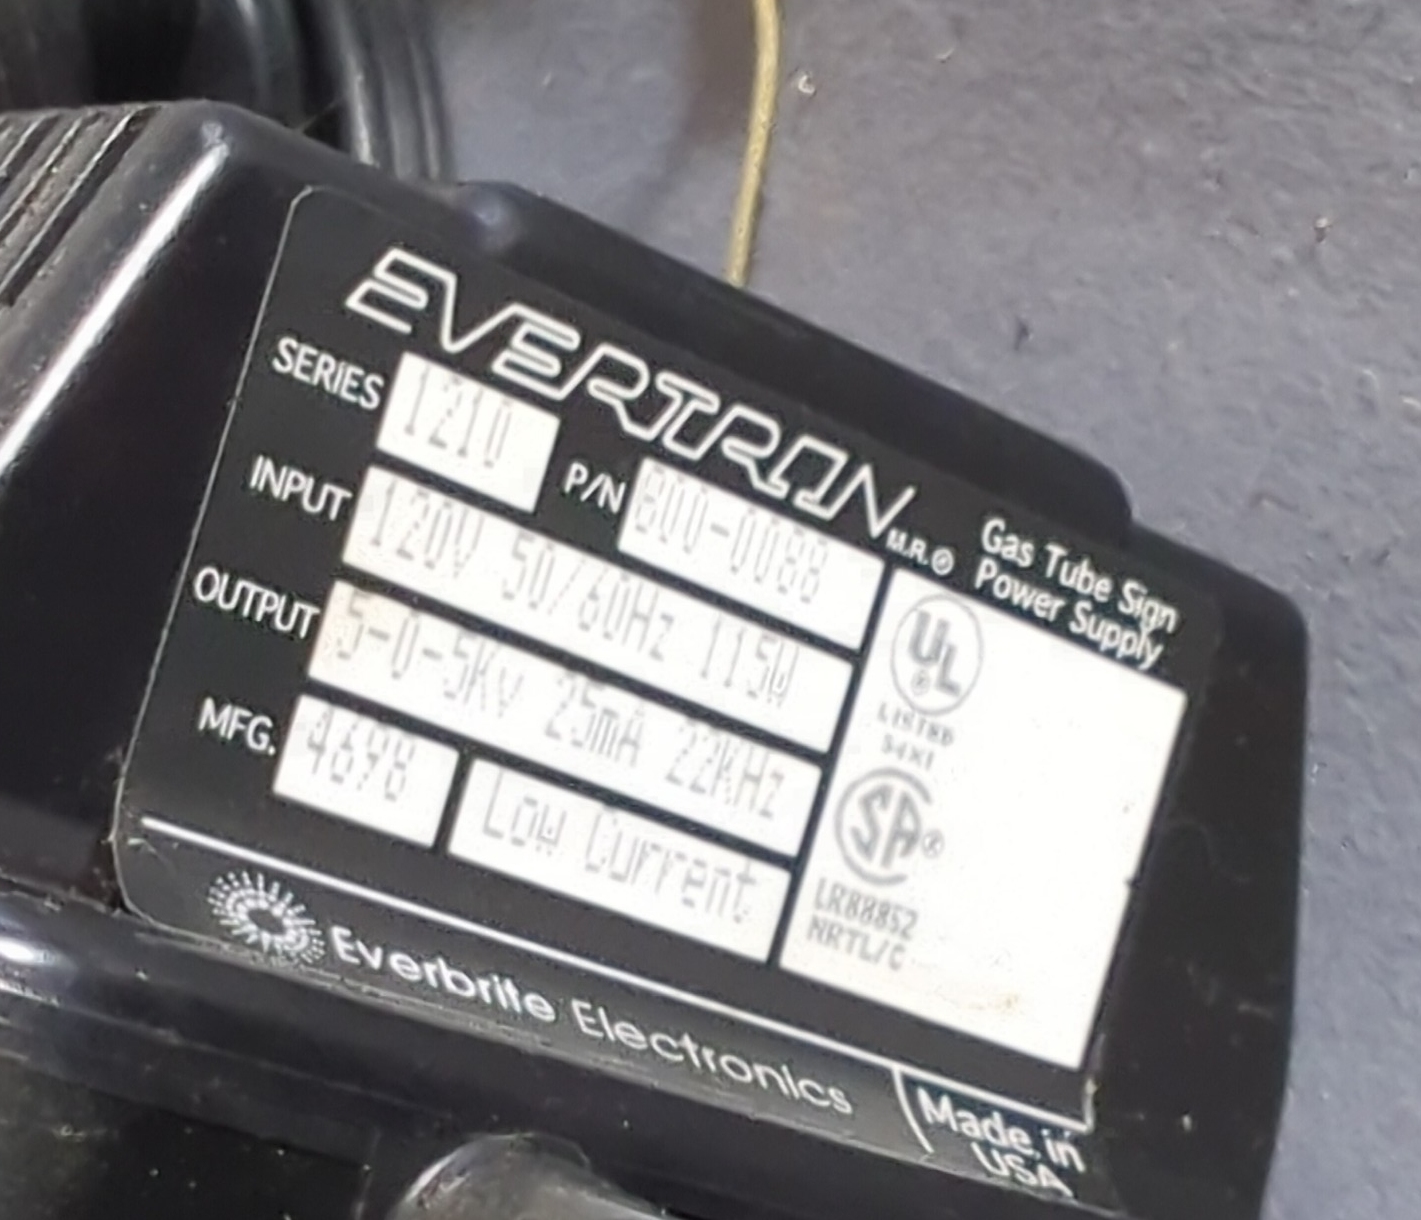 EVERTRON
M.R.®
Gas Tube Sign
Power Supply
SERIES 1210
P/N 800-0088
INPUT 120V 50/60Hz 115W
OUTPUT 5-0-5Kv 25mA 22KHz
MFG. 4698 Low Current
UL
®
LISTED
SA®
LR88852
NRTL/C
Everbrite Electronics
Made in
USA